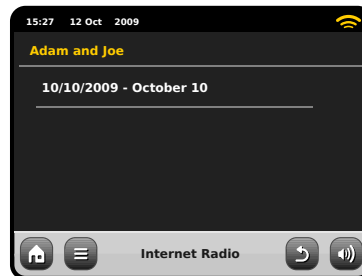 15:27 12 Oct 2009
Adam and Joe
10/10/2009 - October 10
Internet Radio